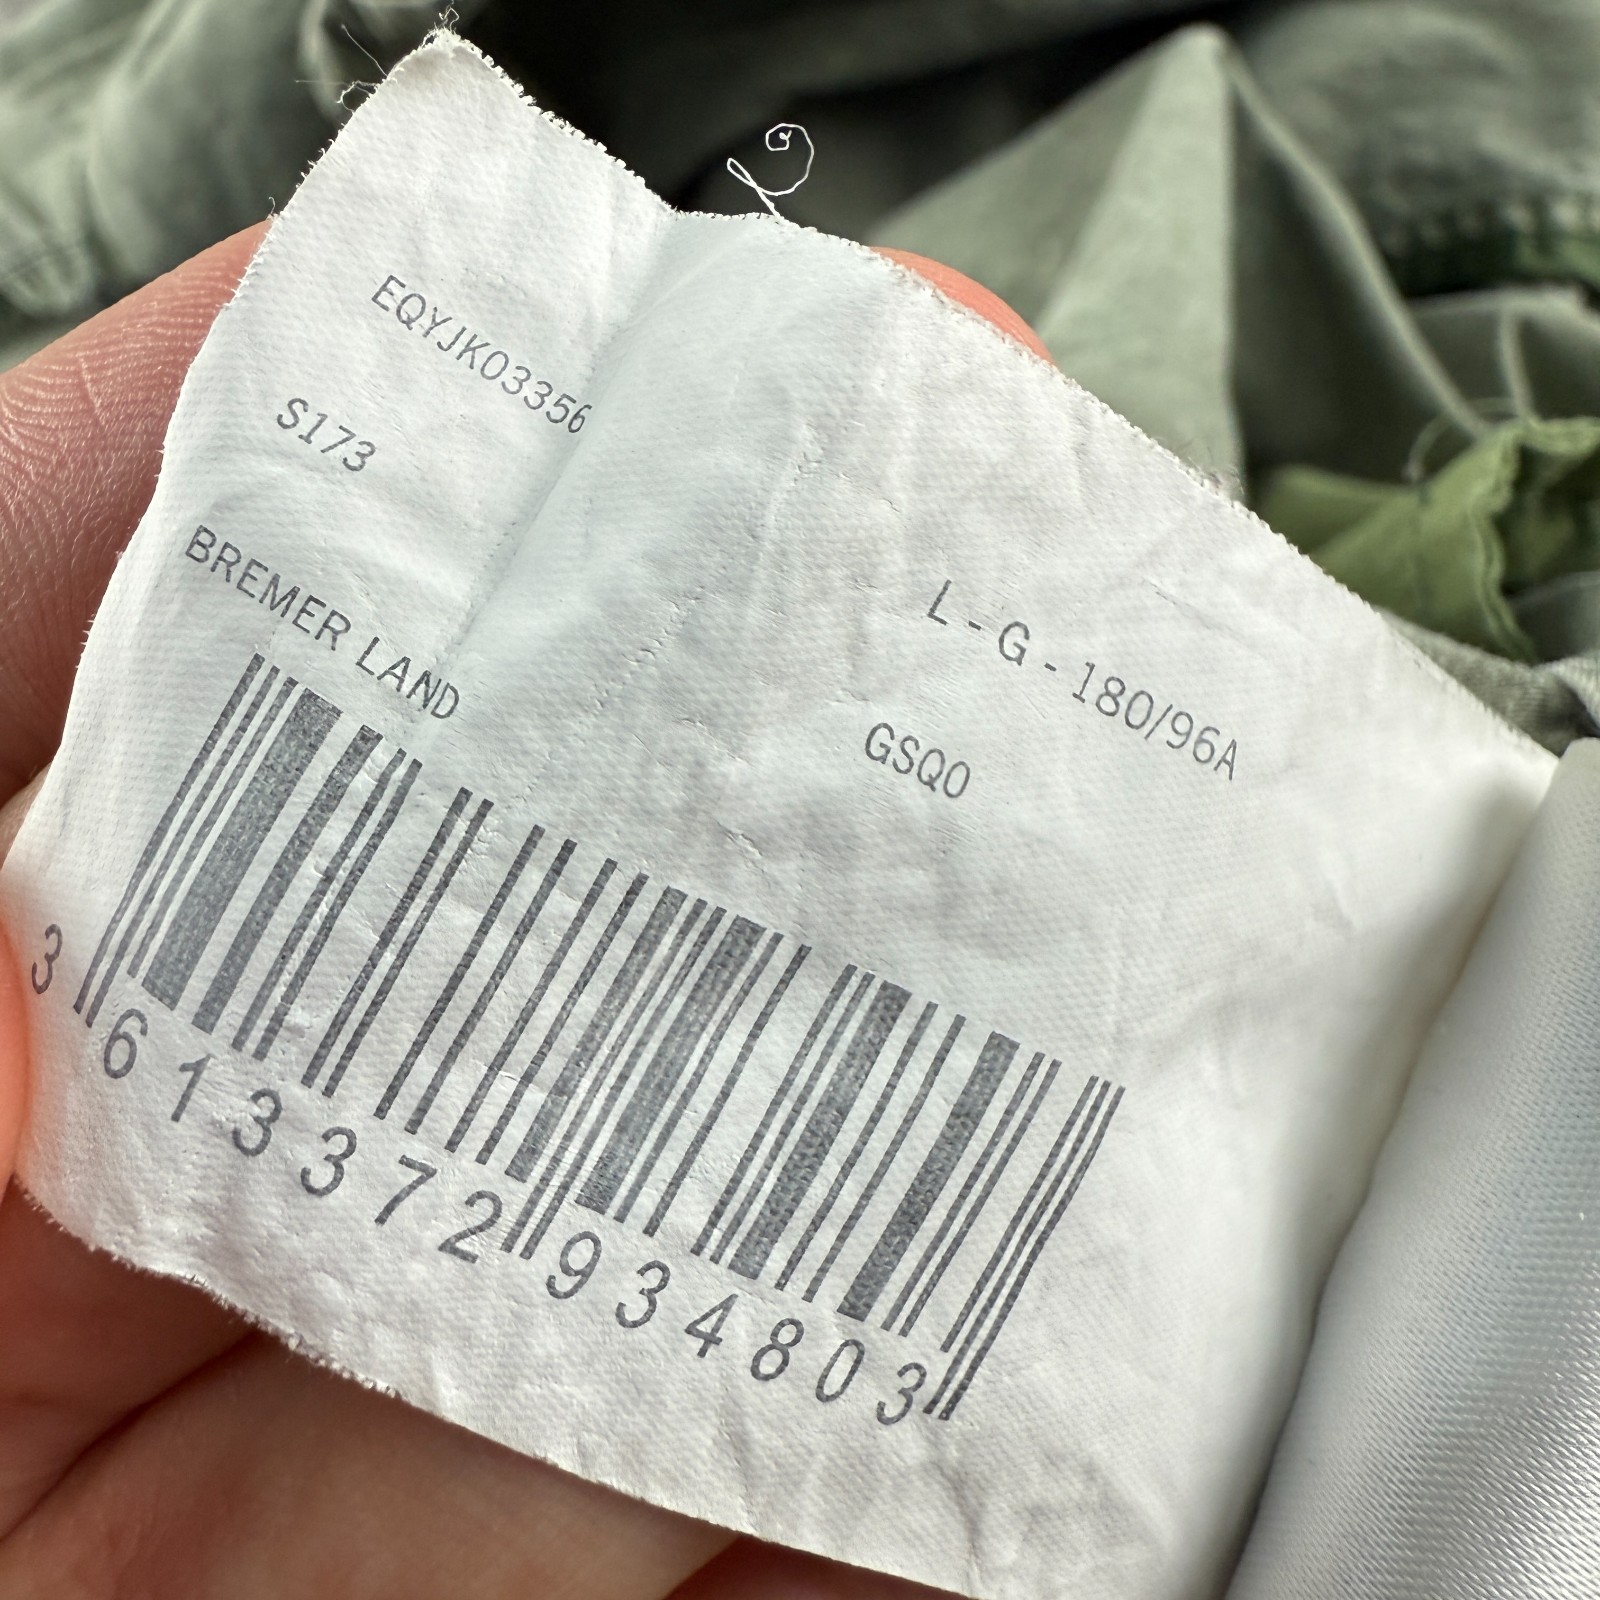 EQYJK03356
S173
BREMER LAND
L - G - 180/96A
GSQ0
3 613372 934803